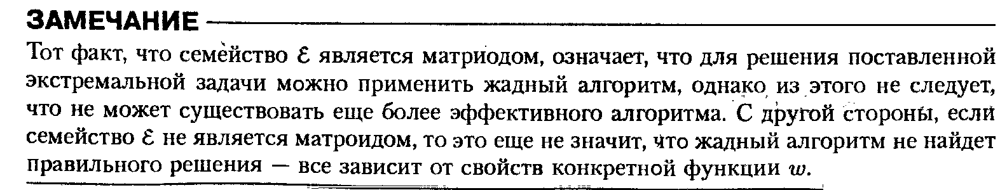 ЗАМЕЧАНИЕ
Тот факт, что семейство ℰ является матриодом, означает, что для решения поставленной
экстремальной задачи можно применить жадный алгоритм, однако из этого не следует,
что не может существовать еще более эффективного алгоритма. С другой стороны, если
семейство ℰ не является матроидом, то это еще не значит, что жадный алгоритм не найдет
правильного решения — все зависит от свойств конкретной функции w.